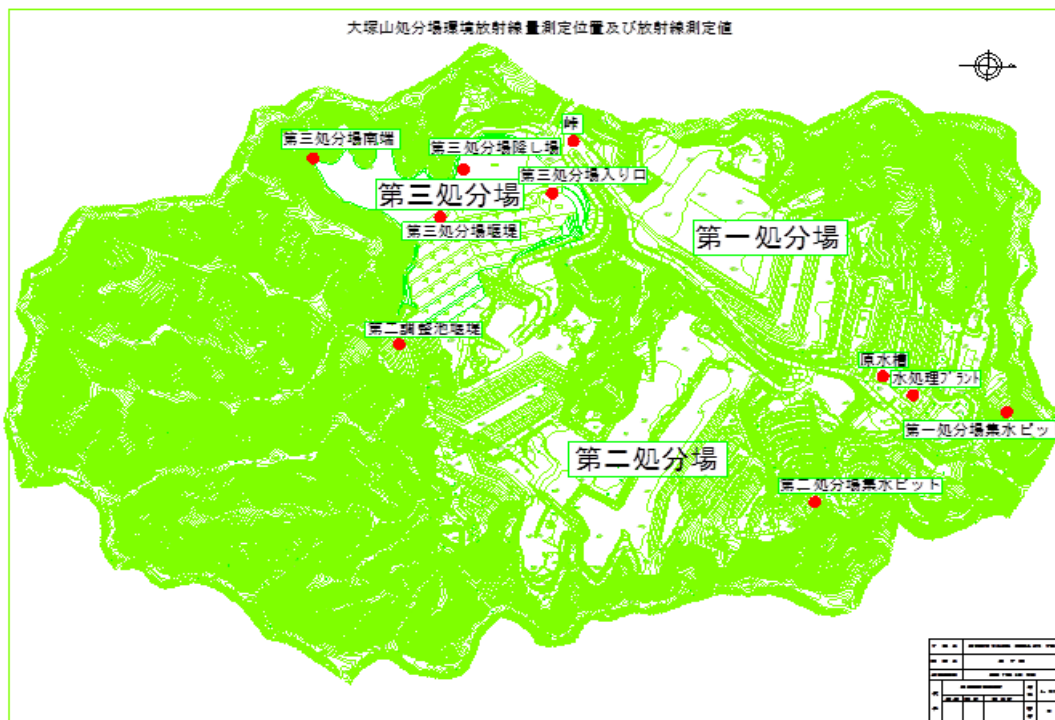 大塚山処分場環境放射線量測定位置及び放射線測定値
峠
第三処分場南端
第三処分場降し場
第三処分場入り口
第三処分場
第三処分場堰堤
第一処分場
第二調整池堰堤
原水槽
水処理プラント
第一処分場集水ピッ
第二処分場
第二処分場集水ピット